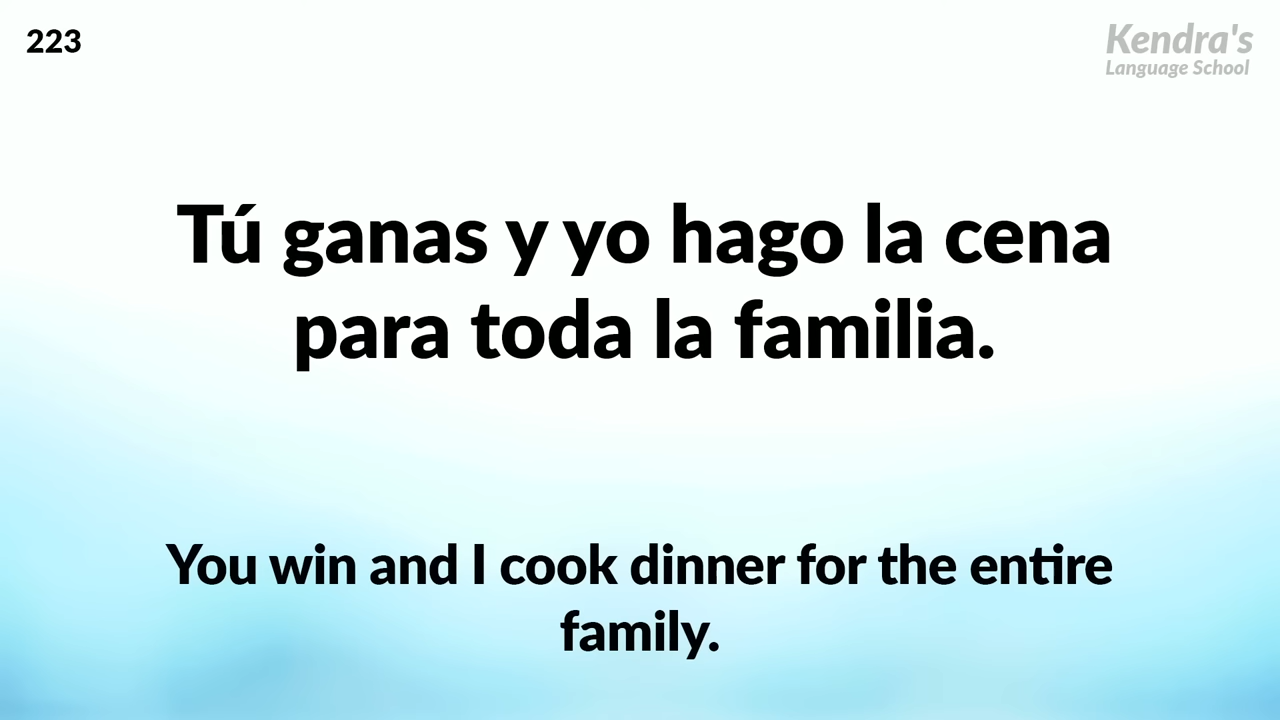 223
Kendra's
Language School
Tú ganas y yo hago la cena
para toda la familia.
You win and I cook dinner for the entire
family.